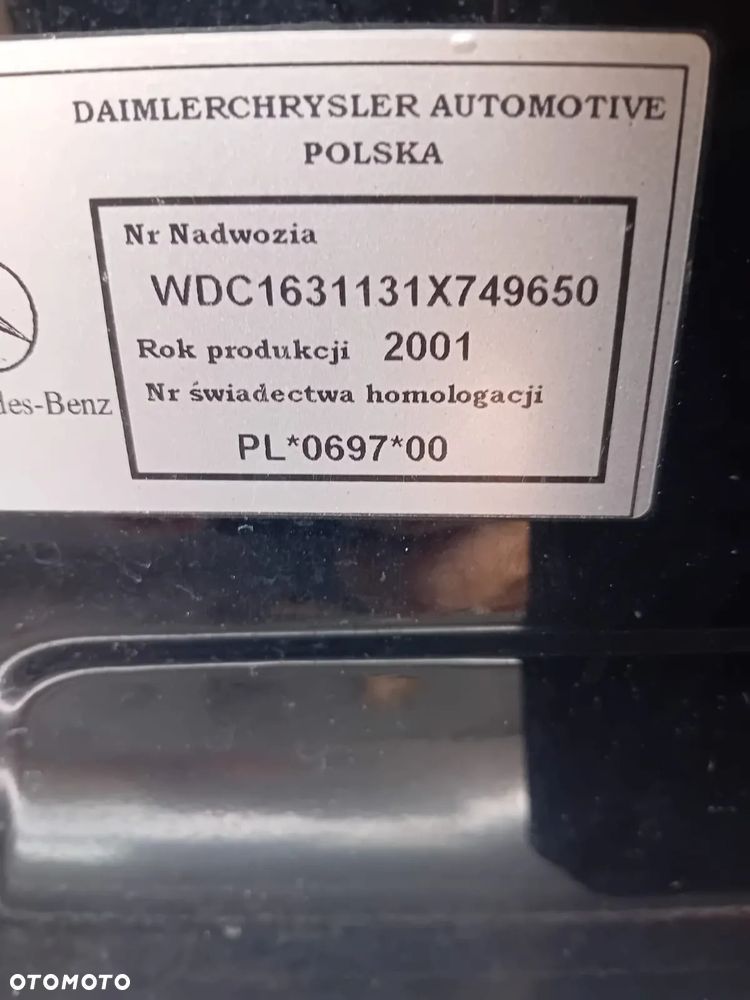 DAIMLERCHRYSLER AUTOMOTIVE
POLSKA
Nr Nadwozia
WDC1631131X749650
Rok produkcji 2001
Nr świadectwa homologacji
PL*0697*00
des-Benz
OTOMOTO